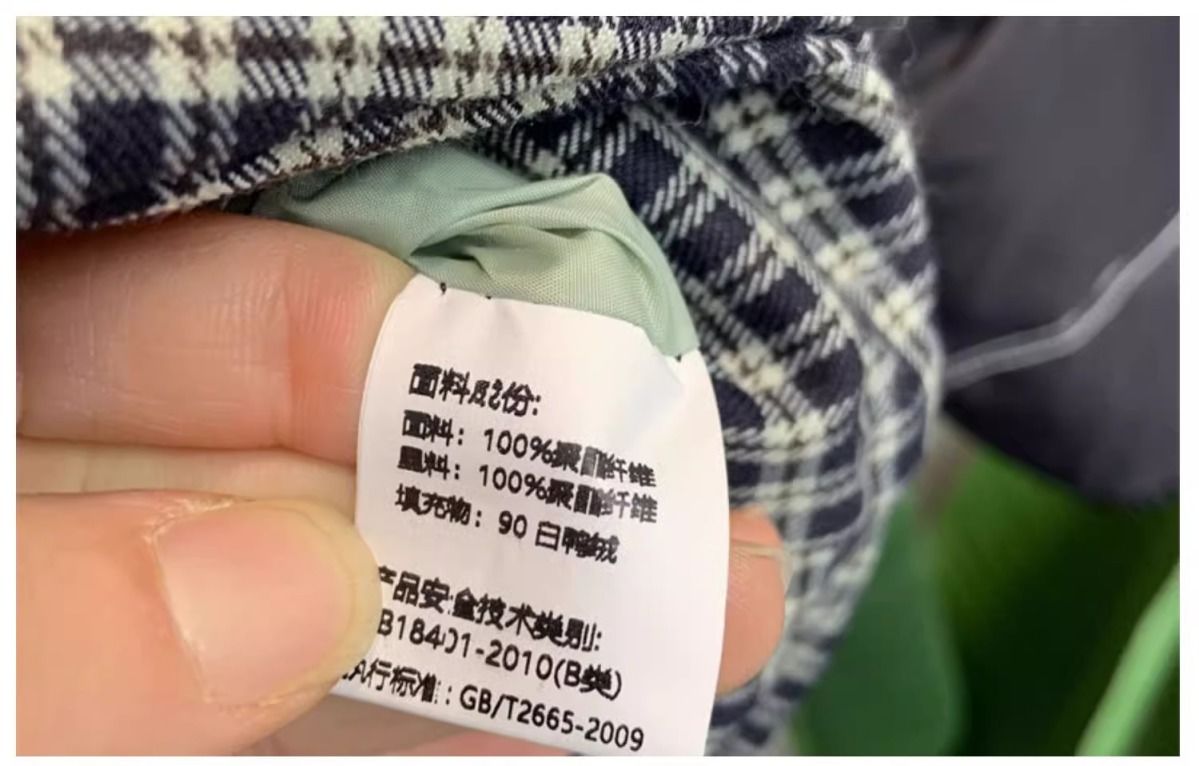 面料成份:
面料：100%聚酯纤维
里料：100%聚酯纤维
填充物：90 白鸭绒
产品安全技术类别:
B18401-2010(B类)
执行标准：GB/T2665-2009